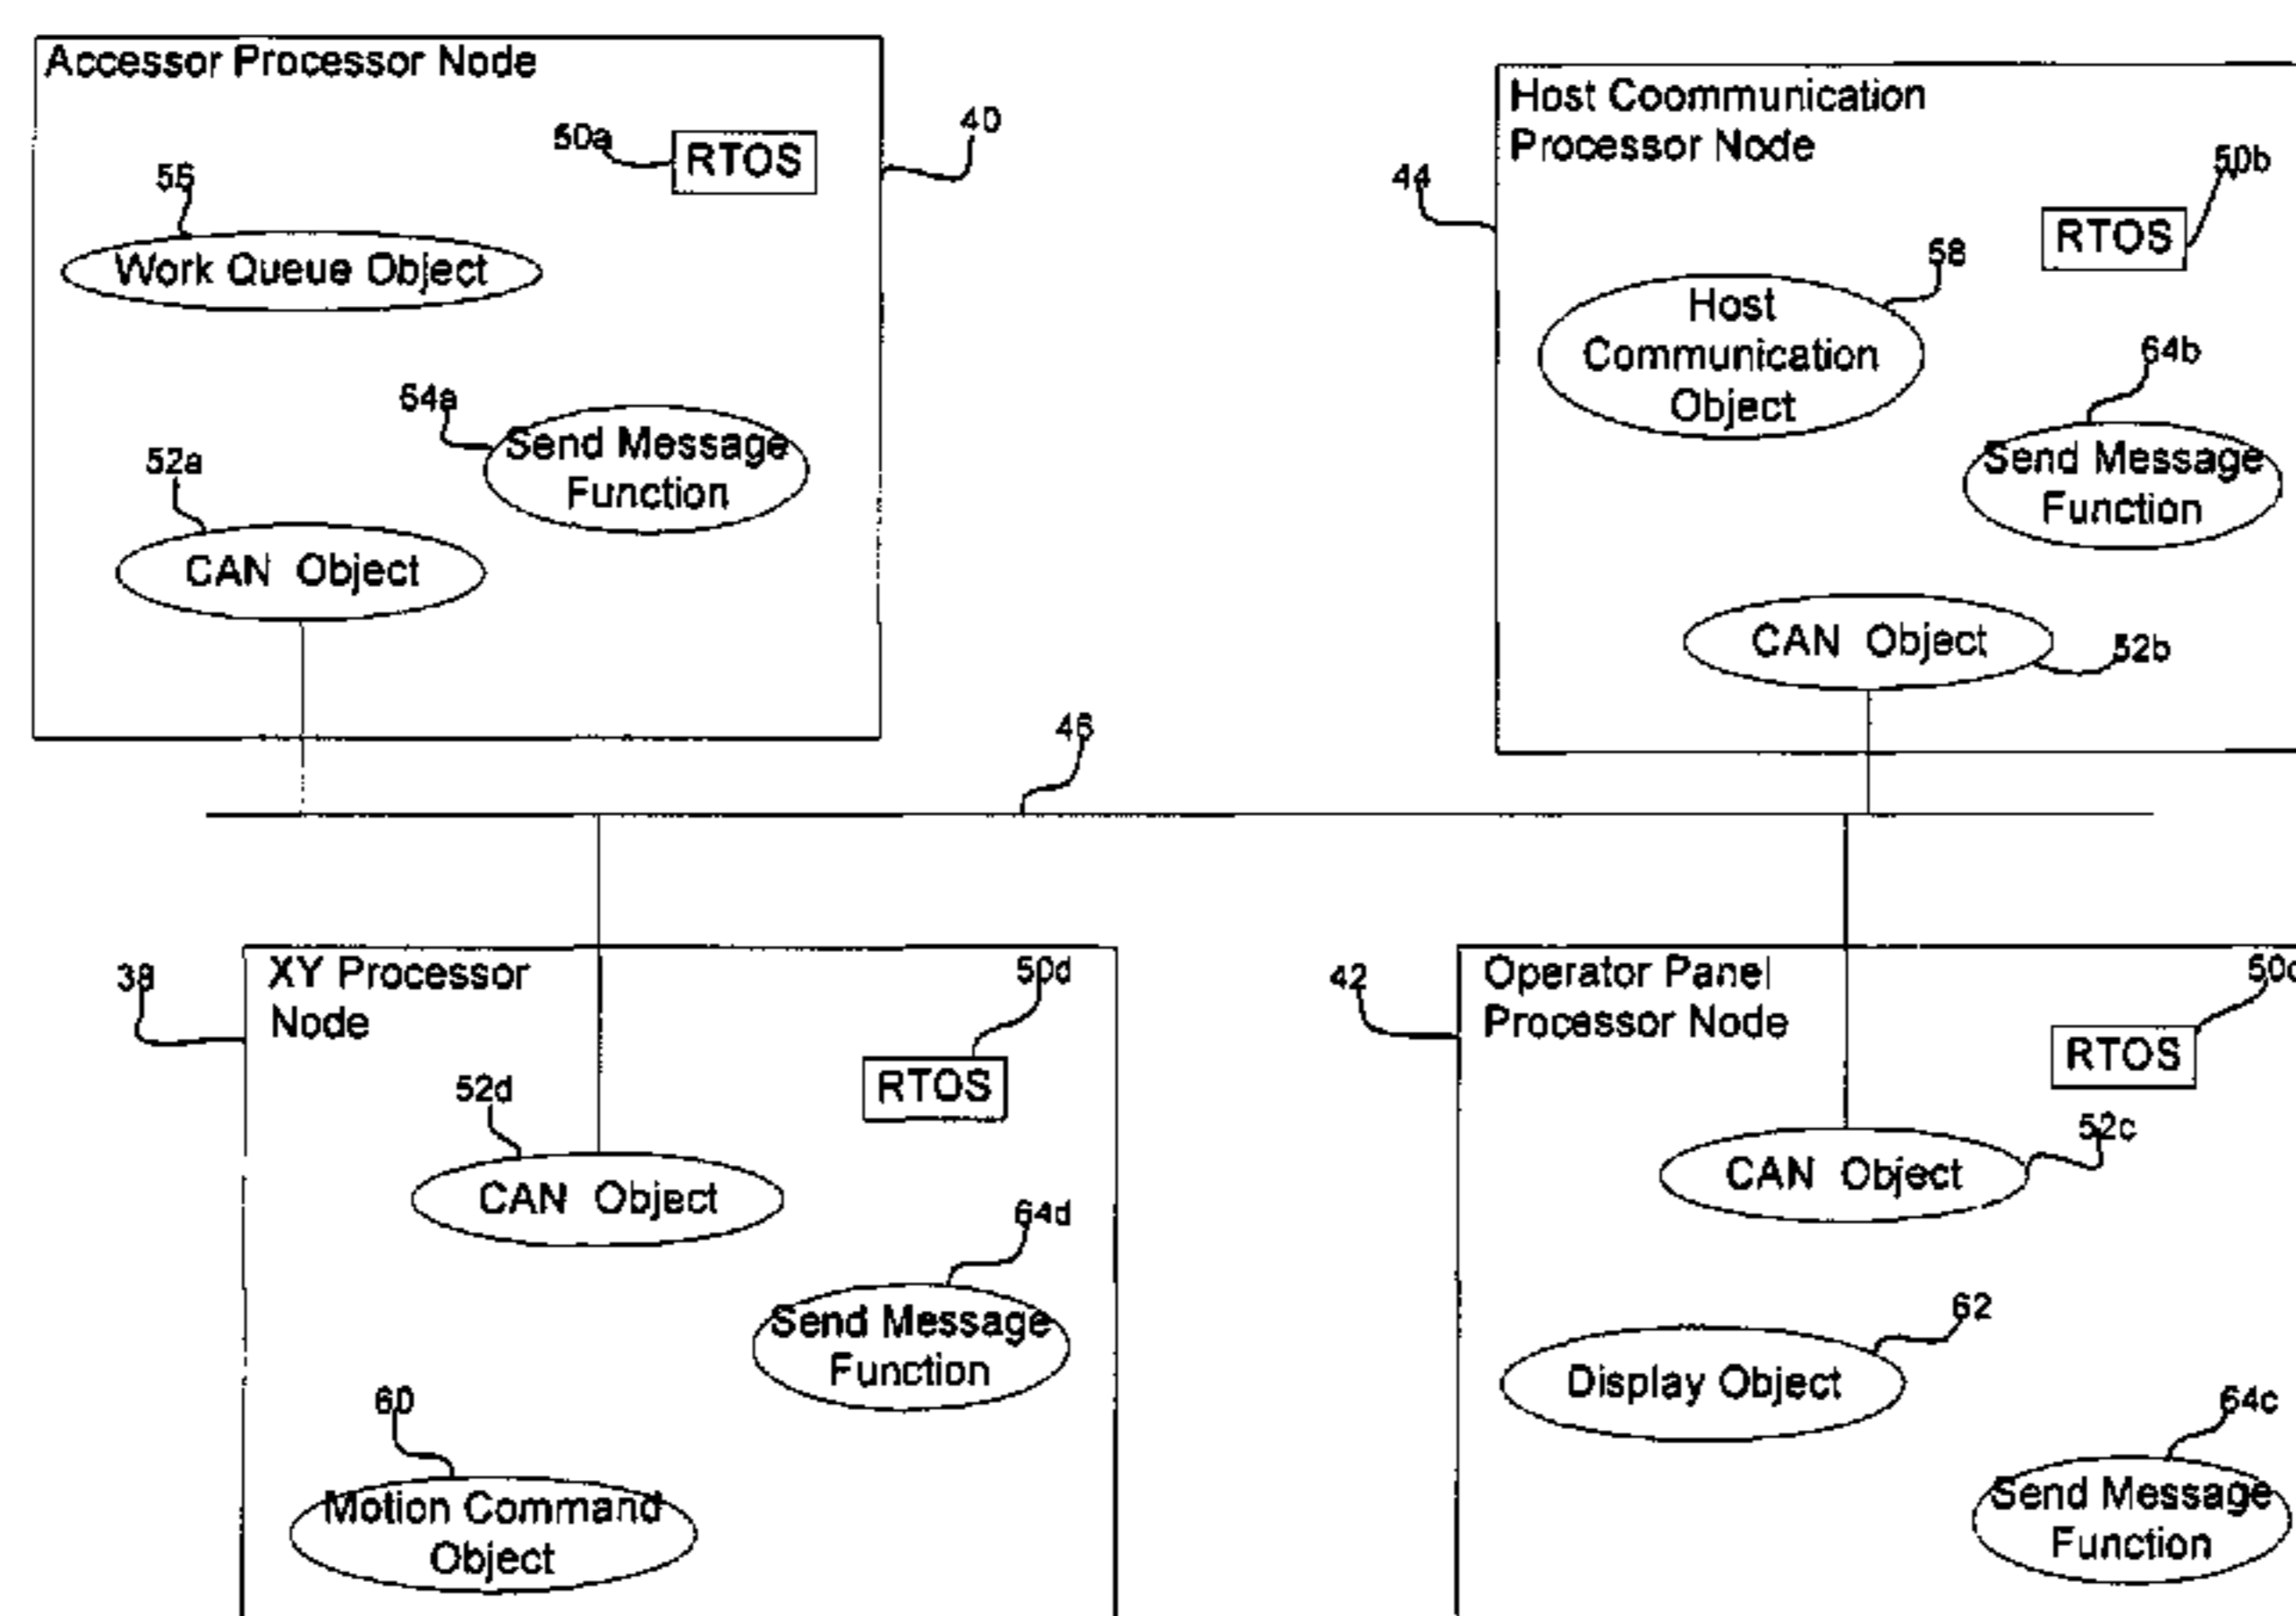 Accessor Processor Node
50a
RTOS
40
56
Work Queue Object
64a
Send Message
Function
52a
CAN Object
Host Coommunication
Processor Node
44
50b
RTOS
58
Host
Communication
Object
64b
Send Message
Function
CAN Object
52b
46
38
XY Processor
Node
50d
RTOS
52d
CAN Object
64d
Send Message
Function
60
Motion Command
Object
42
Operator Panel
Processor Node
50c
RTOS
52c
CAN Object
62
Display Object
64c
Send Message
Function